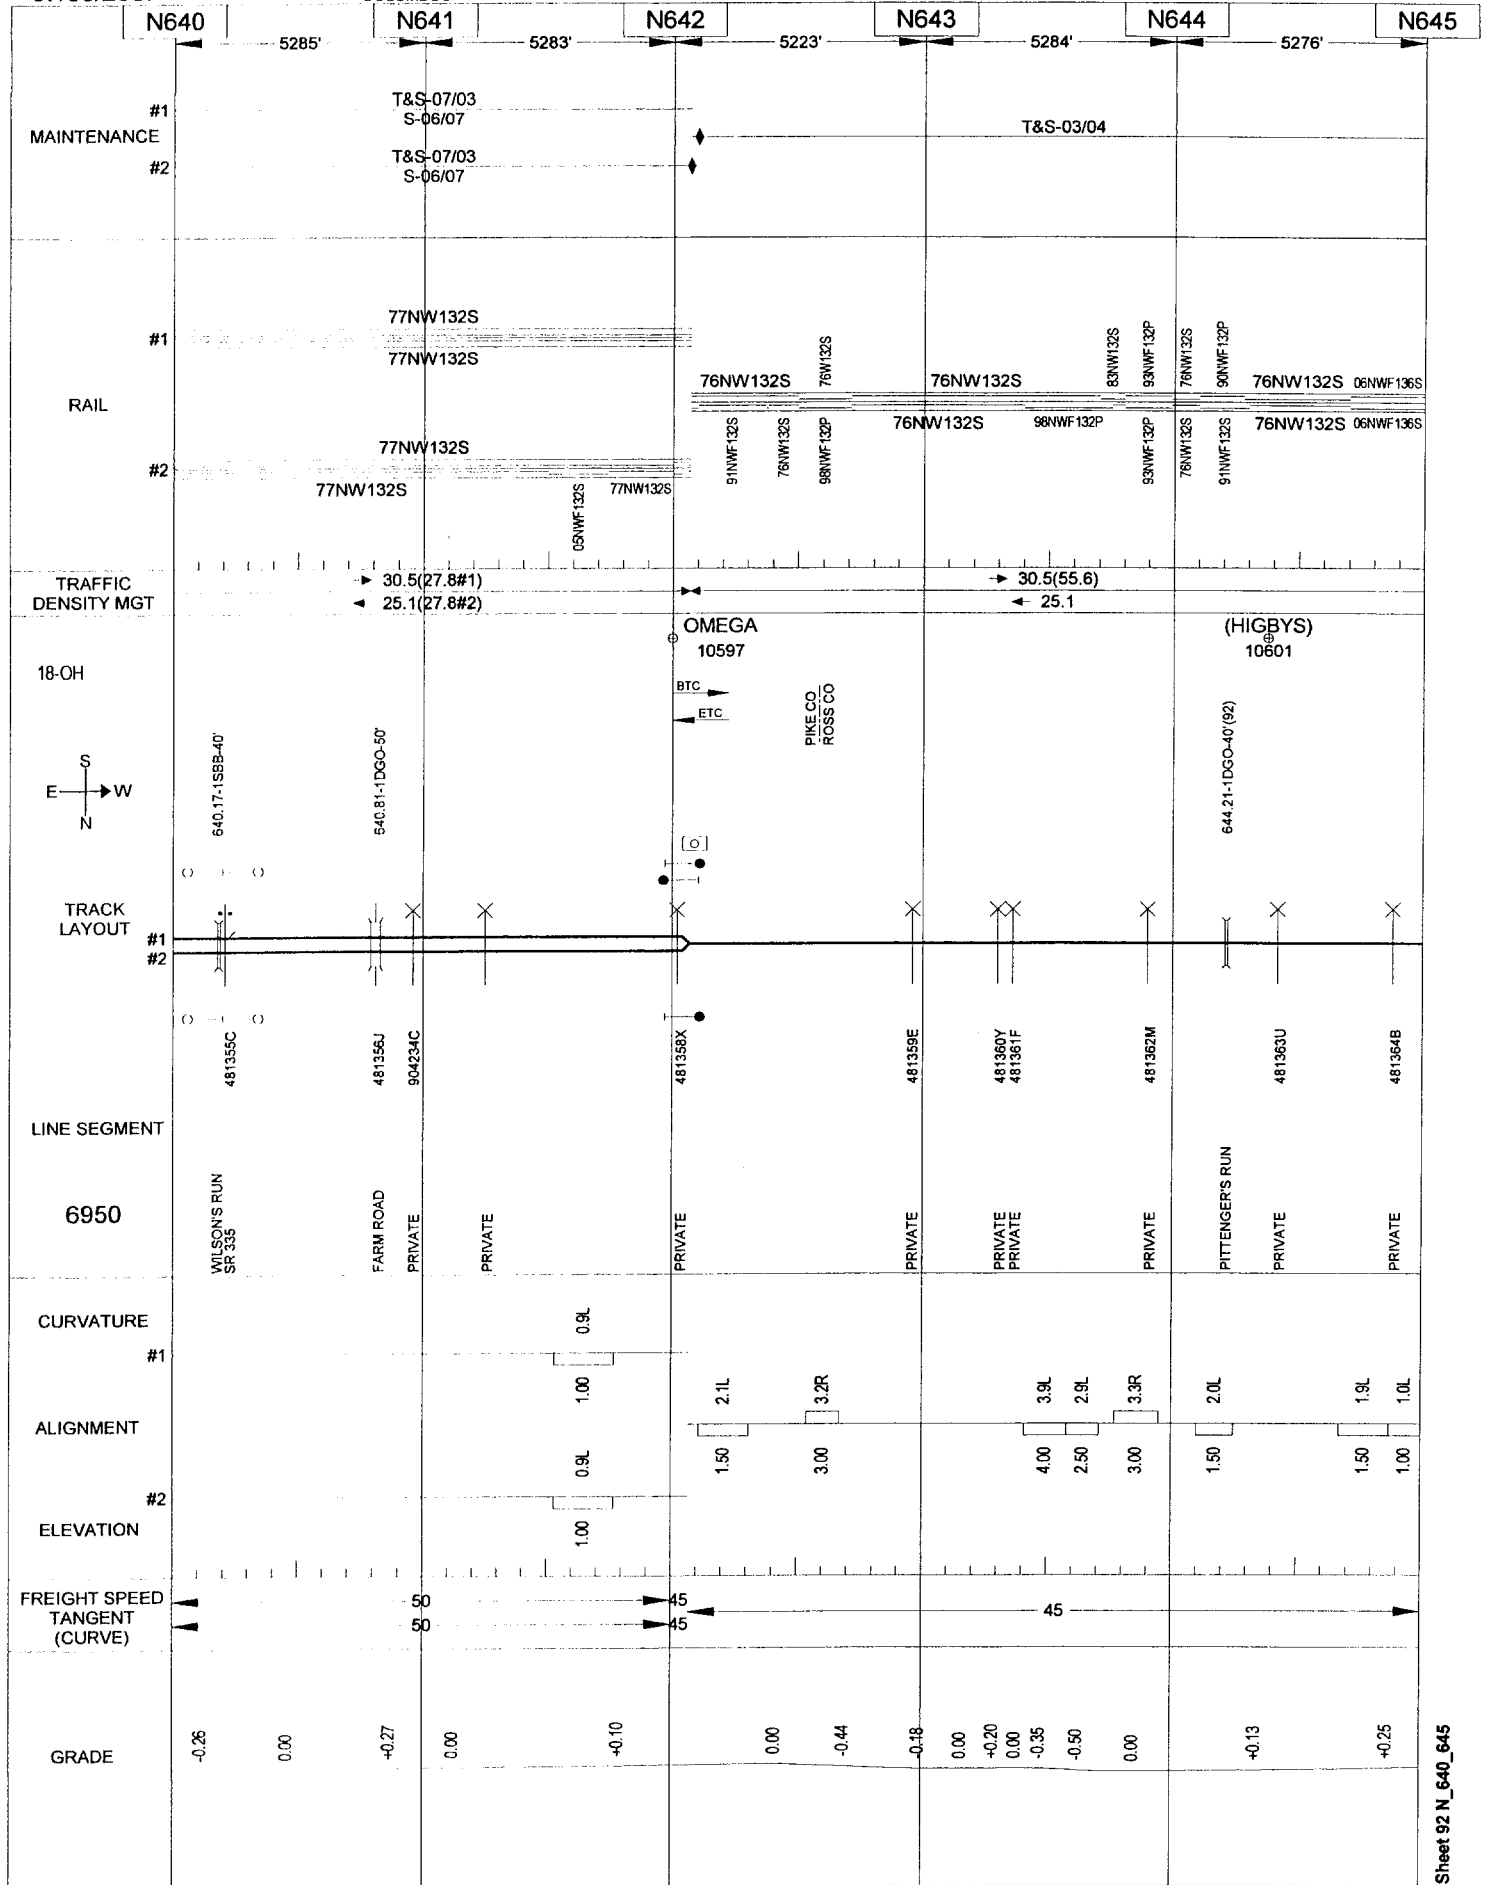 N640 N641 N642 N643 N644 N645
5285' 5283' 5223' 5284' 5276'
#1 T&S-07/03
S-06/07
MAINTENANCE T&S-03/04
#2 T&S-07/03
S-06/07
77NW132S
#1
77NW132S
76NW132S 76W132S 76NW132S 83NW132S 93NWF132P 76NW132S 90NWF132P 76NW132S 06NWF136S
RAIL
91NWF132S 76NW132S 98NWF132P 76NW132S 98NWF132P 93NWF132P 76NW132S 91NWF132S 76NW132S 06NWF136S
77NW132S
#2
77NW132S 05NWF132S 77NW132S
TRAFFIC
DENSITY MGT
30.5(27.8#1) 30.5(55.6)
25.1(27.8#2) 25.1
OMEGA (HIGBYS)
10597 10601
18-OH
BTC
ETC
PIKE CO
ROSS CO
S
E W
N
640.17-1SBB-40' 640.81-1DGO-50' 644.21-1DGO-40'(92)
TRACK
LAYOUT
#1
#2
481355C 481356J 904234C 481358X 481359E 481360Y 481361F 481362M 481363U 481364B
LINE SEGMENT
6950
WILSON'S RUN
SR 335
FARM ROAD PRIVATE PRIVATE PRIVATE PRIVATE PRIVATE PRIVATE PRIVATE PITTENGER'S RUN PRIVATE PRIVATE
CURVATURE 0.9L
#1
1.00
2.1L 3.2R 3.9L 2.9L 3.3R 2.0L 1.9L 1.0L
ALIGNMENT
1.50 3.00 4.00 2.50 3.00 1.50 1.50 1.00
0.9L
#2
ELEVATION 1.00
FREIGHT SPEED
TANGENT
(CURVE)
50 45 45
50 45
GRADE -0.26 0.00 +0.27 0.00 +0.10 0.00 -0.44 -0.18 0.00 +0.20 0.00 -0.35 -0.50 0.00 +0.13 +0.25
Sheet 92 N_640_645